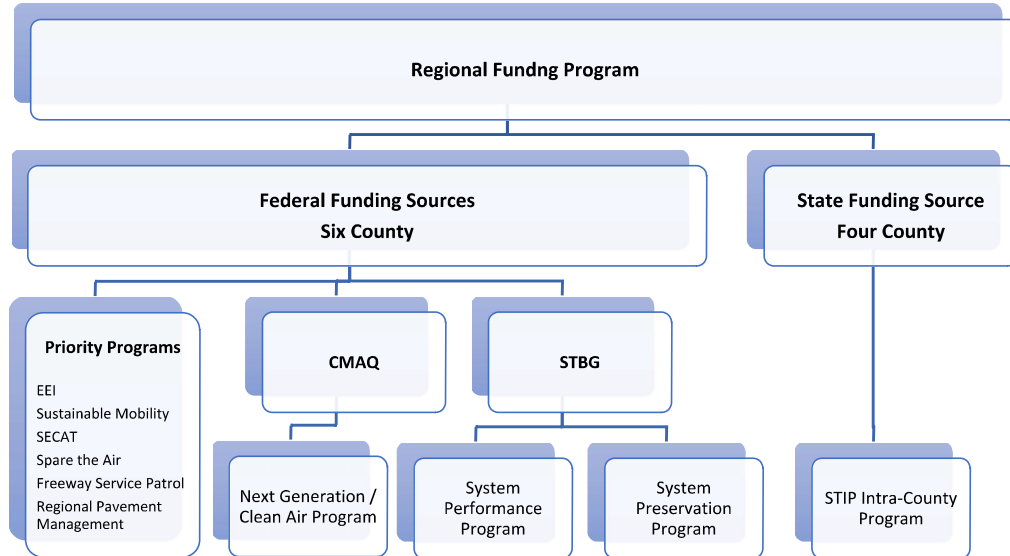 Regional Fundng Program
Federal Funding Sources
Six County
State Funding Source
Four County
Priority Programs
EEI
Sustainable Mobility
SECAT
Spare the Air
Freeway Service Patrol
Regional Pavement
Management
CMAQ
STBG
Next Generation /
Clean Air Program
System
Performance
Program
System
Preservation
Program
STIP Intra-County
Program